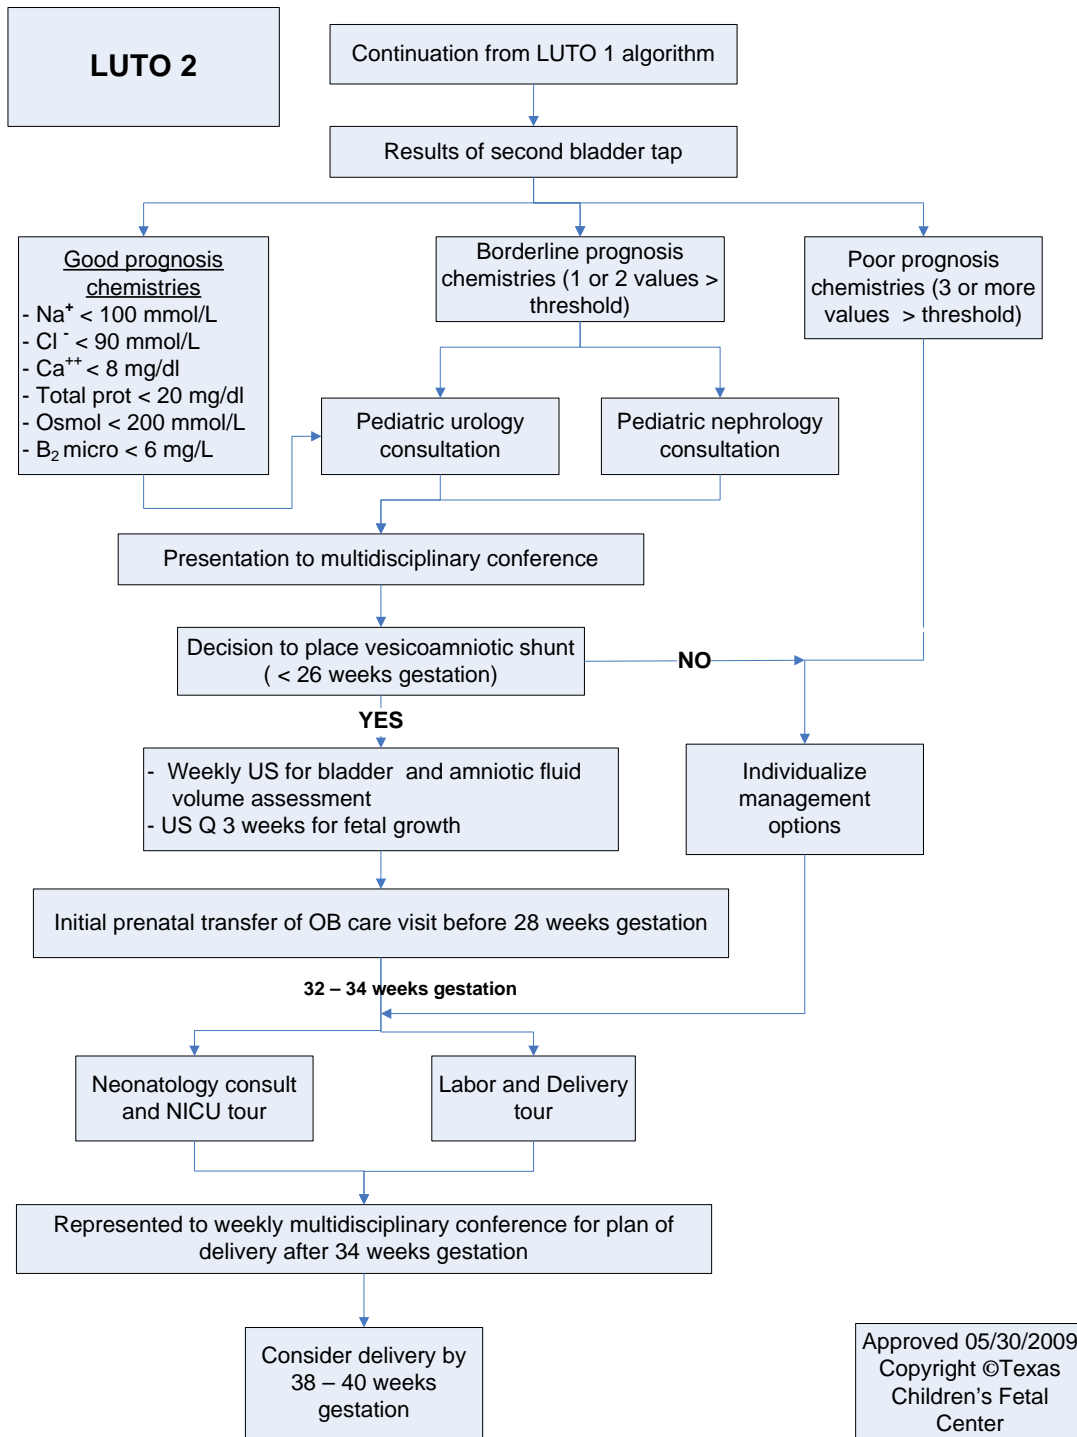 LUTO 2
Continuation from LUTO 1 algorithm
Results of second bladder tap
Good prognosis
chemistries
- Na⁺ < 100 mmol/L
- Cl ⁻ < 90 mmol/L
- Ca⁺⁺ < 8 mg/dl
- Total prot < 20 mg/dl
- Osmol < 200 mmol/L
- B₂ micro < 6 mg/L
Borderline prognosis
chemistries (1 or 2 values >
threshold)
Poor prognosis
chemistries (3 or more
values > threshold)
Pediatric urology
consultation
Pediatric nephrology
consultation
Presentation to multidisciplinary conference
Decision to place vesicoamniotic shunt
( < 26 weeks gestation)
NO
YES
- Weekly US for bladder and amniotic fluid
volume assessment
- US Q 3 weeks for fetal growth
Individualize
management
options
Initial prenatal transfer of OB care visit before 28 weeks gestation
32 – 34 weeks gestation
Neonatology consult
and NICU tour
Labor and Delivery
tour
Represented to weekly multidisciplinary conference for plan of
delivery after 34 weeks gestation
Consider delivery by
38 – 40 weeks
gestation
Approved 05/30/2009
Copyright ©Texas
Children's Fetal
Center